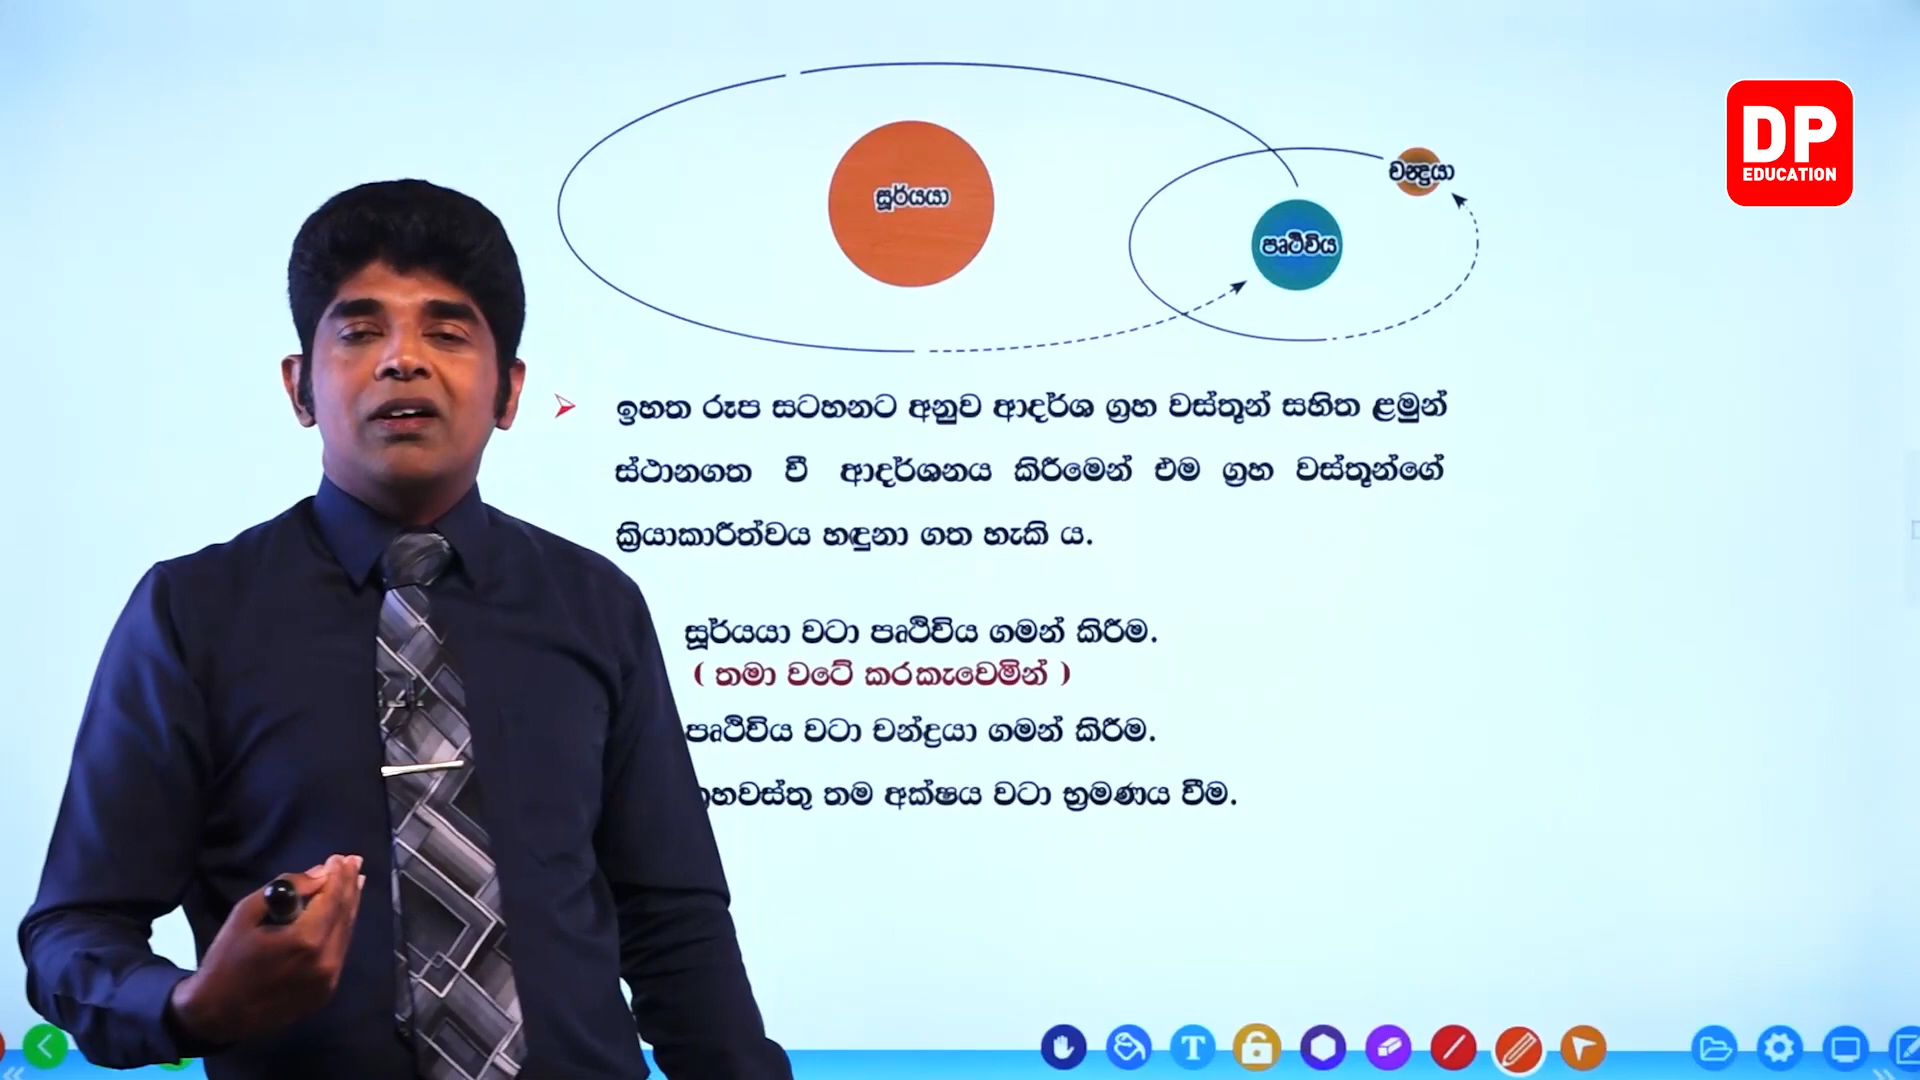 DP
EDUCATION
සූර්යයා
චන්ද්‍රයා
පෘථිවිය
ඉහත රූප සටහනට අනුව ආදර්ශ ග්‍රහ වස්තූන් සහිත ළමුන්
ස්ථානගත වී ආදර්ශනය කිරීමෙන් එම ග්‍රහ වස්තූන්ගේ
ක්‍රියාකාරීත්වය හඳුනා ගත හැකි ය.
සූර්යයා වටා පෘථිවිය ගමන් කිරීම.
( තමා වටේ කරකැවෙමින් )
පෘථිවිය වටා චන්ද්‍රයා ගමන් කිරීම.
තම අක්ෂය වටා භ්‍රමණය වීම.
T